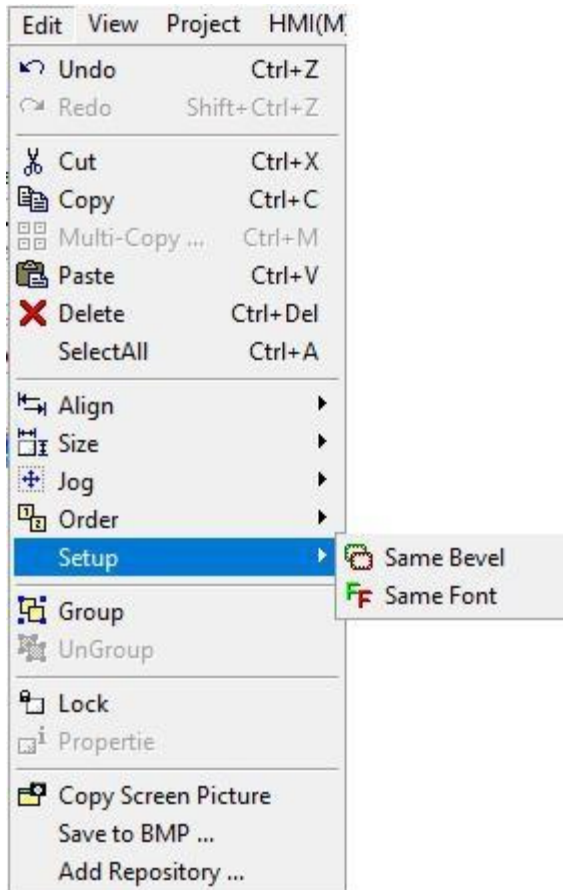 Edit View Project HMI(M
Undo Ctrl+Z
Redo Shift+Ctrl+Z
Cut Ctrl+X
Copy Ctrl+C
Multi-Copy ... Ctrl+M
Paste Ctrl+V
Delete Ctrl+Del
SelectAll Ctrl+A
Align
Size
Jog
Order
Setup
Same Bevel
Same Font
Group
UnGroup
Lock
Propertie
Copy Screen Picture
Save to BMP ...
Add Repository ...